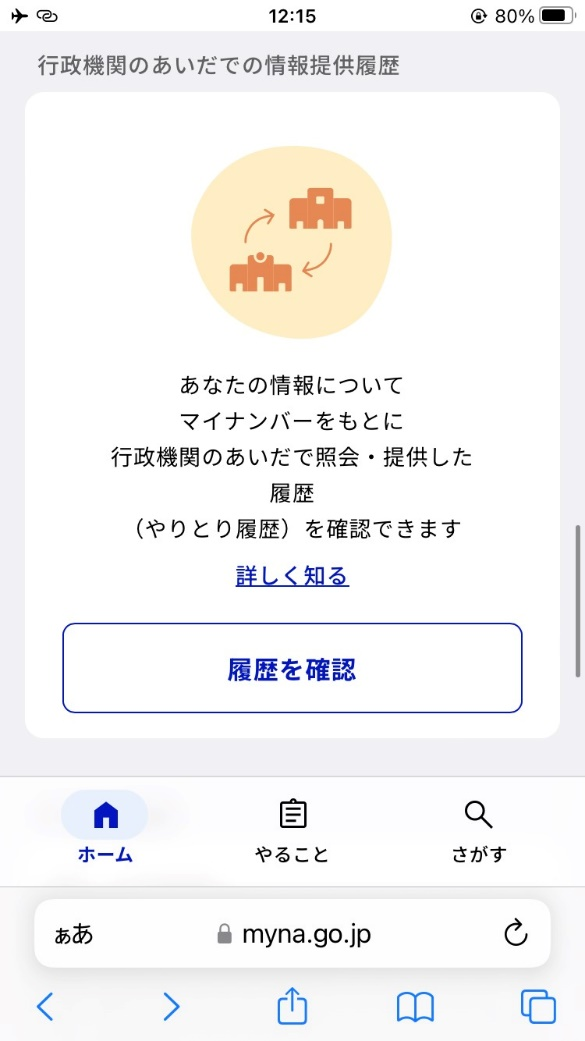 12:15
80%
行政機関のあいだでの情報提供履歴
あなたの情報について
マイナンバーをもとに
行政機関のあいだで照会・提供した
履歴
（やりとり履歴）を確認できます
詳しく知る
履歴を確認
ホーム
やること
さがす
ぁあ
myna.go.jp